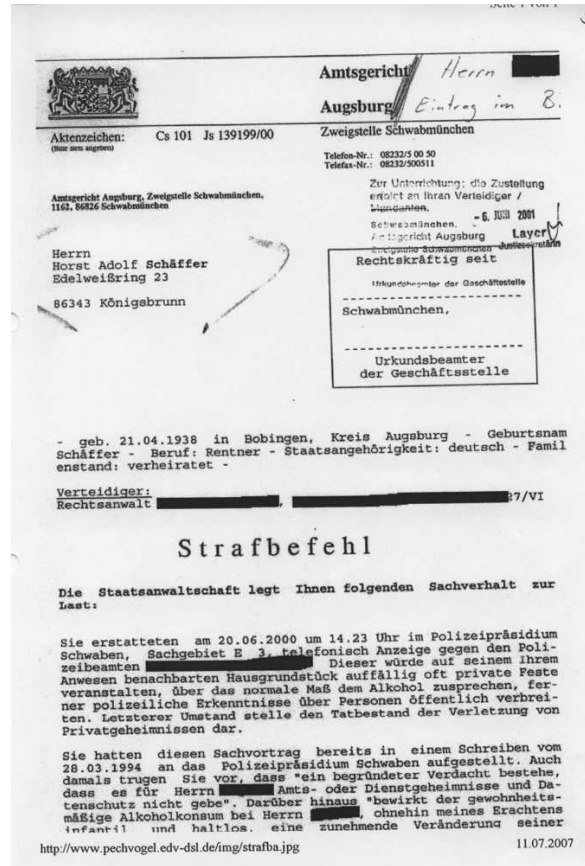 Seite 1 von 1
Amtsgericht Herrn
Augsburg Eintrag im B.
Aktenzeichen: Cs 101 Js 139199/00
(Bitte stets angeben)
Zweigstelle Schwabmünchen
Telefon-Nr.: 08232/5 00 50
Telefax-Nr.: 08232/500511
Zur Unterrichtung; die Zustellung
erfolgt an Ihren Verteidiger /
Mandanten.
Schwabmünchen, - 6. JUNI 2001
Amtsgericht Augsburg Layer
Zweigstelle Schwabmünchen Justizsekretärin
Amtsgericht Augsburg, Zweigstelle Schwabmünchen,
1162, 86826 Schwabmünchen
Herrn
Horst Adolf Schäffer
Edelweißring 23
86343 Königsbrunn
Rechtskräftig seit
Urkundsbeamter der Geschäftsstelle
Schwabmünchen,
Urkundsbeamter
der Geschäftsstelle
- geb. 21.04.1938 in Bobingen, Kreis Augsburg - Geburtsnam
Schäffer - Beruf: Rentner - Staatsangehörigkeit: deutsch - Famil
enstand: verheiratet -
Verteidiger:
Rechtsanwalt , 27/VI
Strafbefehl
Die Staatsanwaltschaft legt Ihnen folgenden Sachverhalt zur
Last:
Sie erstatteten am 20.06.2000 um 14.23 Uhr im Polizeipräsidium
Schwaben, Sachgebiet E 3, telefonisch Anzeige gegen den Poli-
zeibeamten Dieser würde auf seinem Ihrem
Anwesen benachbarten Hausgrundstück auffällig oft private Feste
veranstalten, über das normale Maß dem Alkohol zusprechen, fer-
ner polizeiliche Erkenntnisse über Personen öffentlich verbrei-
ten. Letzterer Umstand stelle den Tatbestand der Verletzung von
Privatgeheimnissen dar.
Sie hatten diesen Sachvortrag bereits in einem Schreiben vom
28.03.1994 an das Polizeipräsidium Schwaben aufgestellt. Auch
damals trugen Sie vor, dass "ein begründeter Verdacht bestehe,
dass es für Herrn Amts- oder Dienstgeheimnisse und Da-
tenschutz nicht gebe". Darüber hinaus "bewirkt der gewohnheits-
mäßige Alkoholkonsum bei Herrn , ohnehin meines Erachtens
infantil und haltlos, eine zunehmende Veränderung seiner
http://www.pechvogel.edv-dsl.de/img/strafba.jpg 11.07.2007